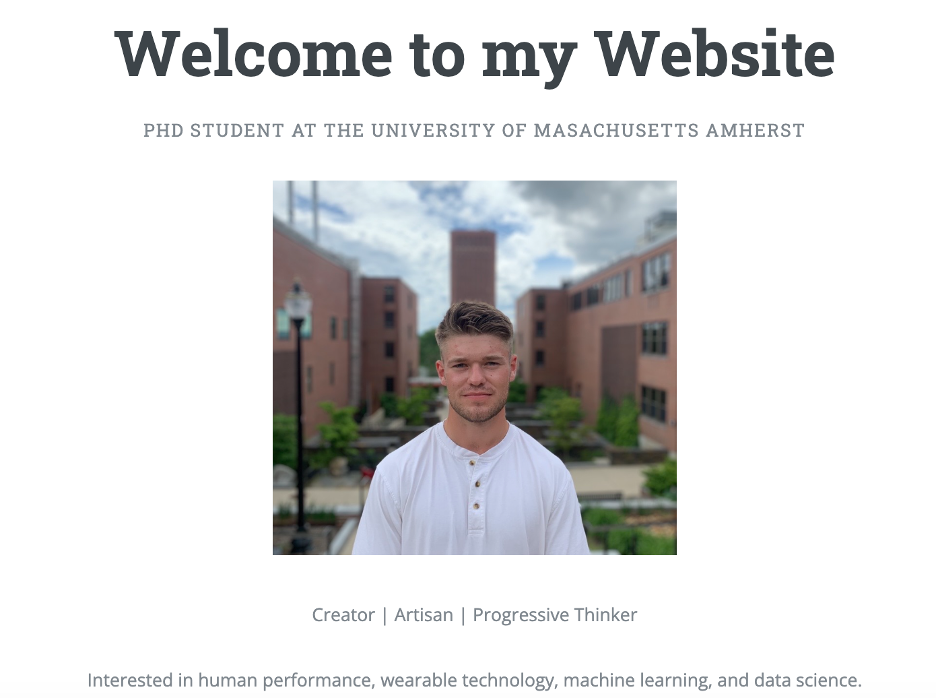 Welcome to my Website
PHD STUDENT AT THE UNIVERSITY OF MASACHUSETTS AMHERST
Creator | Artisan | Progressive Thinker
Interested in human performance, wearable technology, machine learning, and data science.